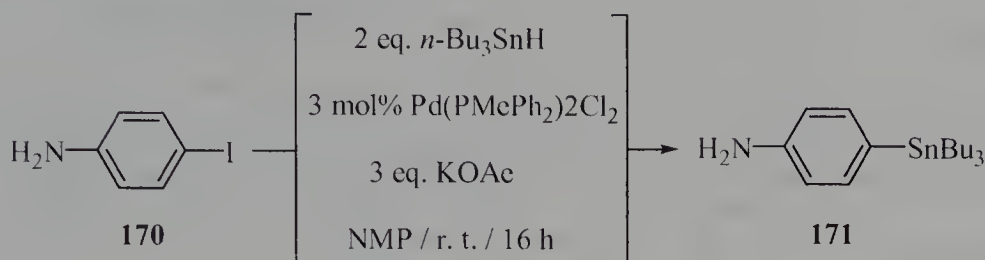 2 eq. n-Bu₃SnH
3 mol% Pd(PMePh₂)2Cl₂
3 eq. KOAc
NMP / r. t. / 16 h
H₂N
I
170
H₂N
SnBu₃
171